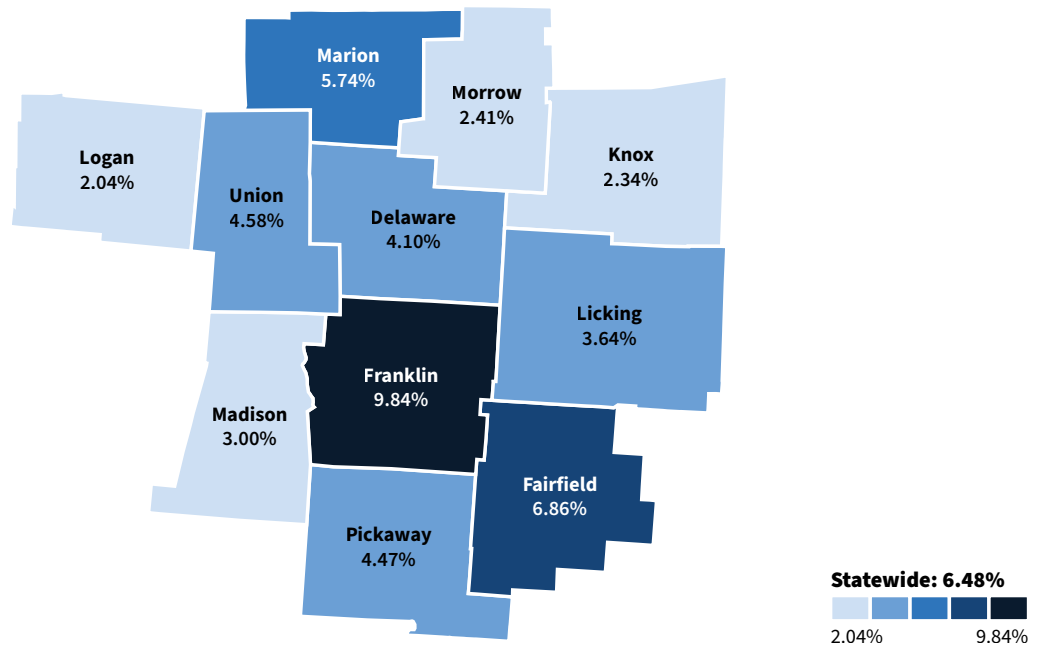 Marion
5.74%
Morrow
2.41%
Knox
2.34%
Logan
2.04%
Union
4.58%
Delaware
4.10%
Licking
3.64%
Franklin
9.84%
Madison
3.00%
Fairfield
6.86%
Pickaway
4.47%
Statewide: 6.48%
2.04% 9.84%